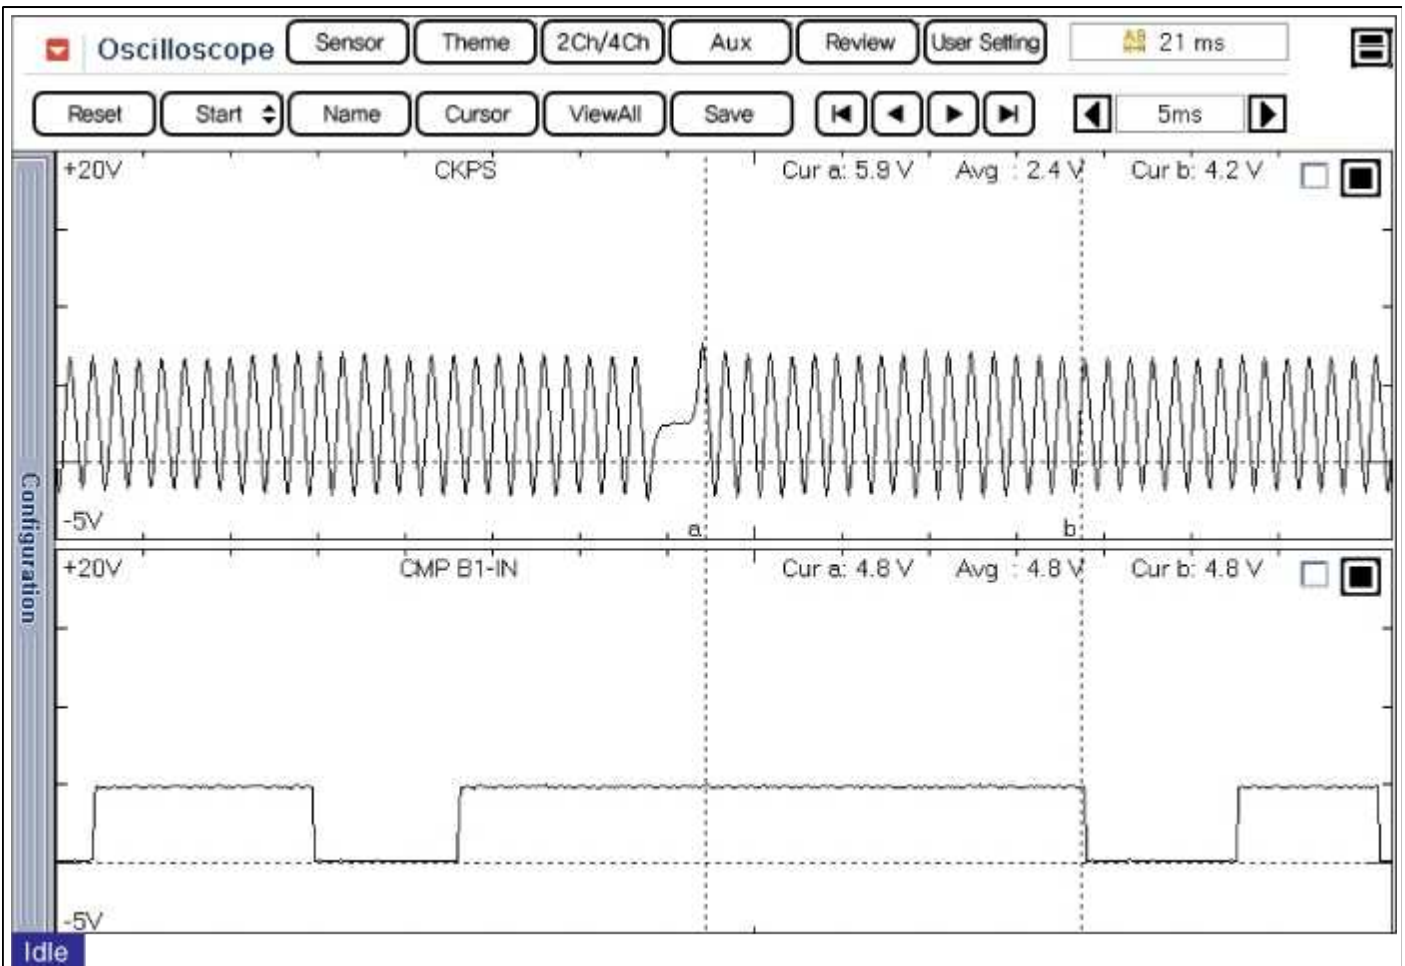 Oscilloscope Sensor Theme 2Ch/4Ch Aux Review User Setting AB 21 ms
Reset Start Name Cursor ViewAll Save 5ms
+20V CKPS Cur a: 5.9 V Avg : 2.4 V Cur b: 4.2 V
Configuration
-5V a b
+20V CMP B1-IN Cur a: 4.8 V Avg : 4.8 V Cur b: 4.8 V
-5V
Idle